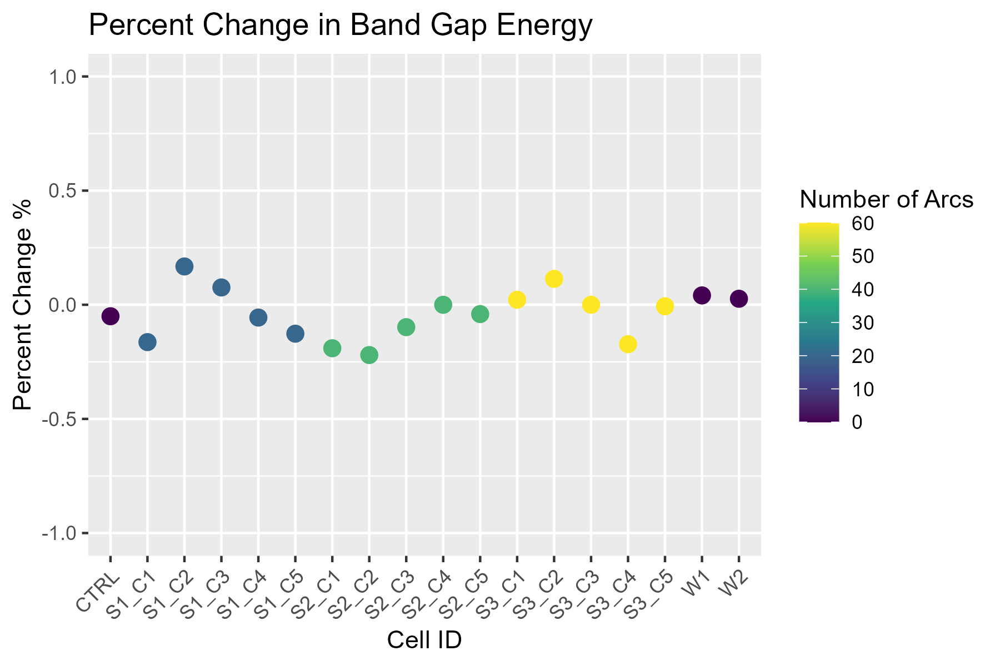 Percent Change in Band Gap Energy
1.0
0.5
0.0
-0.5
-1.0
Percent Change %
CTRL
S1_C1
S1_C2
S1_C3
S1_C4
S1_C5
S2_C1
S2_C2
S2_C3
S2_C4
S2_C5
S3_C1
S3_C2
S3_C3
S3_C4
S3_C5
W1
W2
Cell ID
Number of Arcs
60
50
40
30
20
10
0